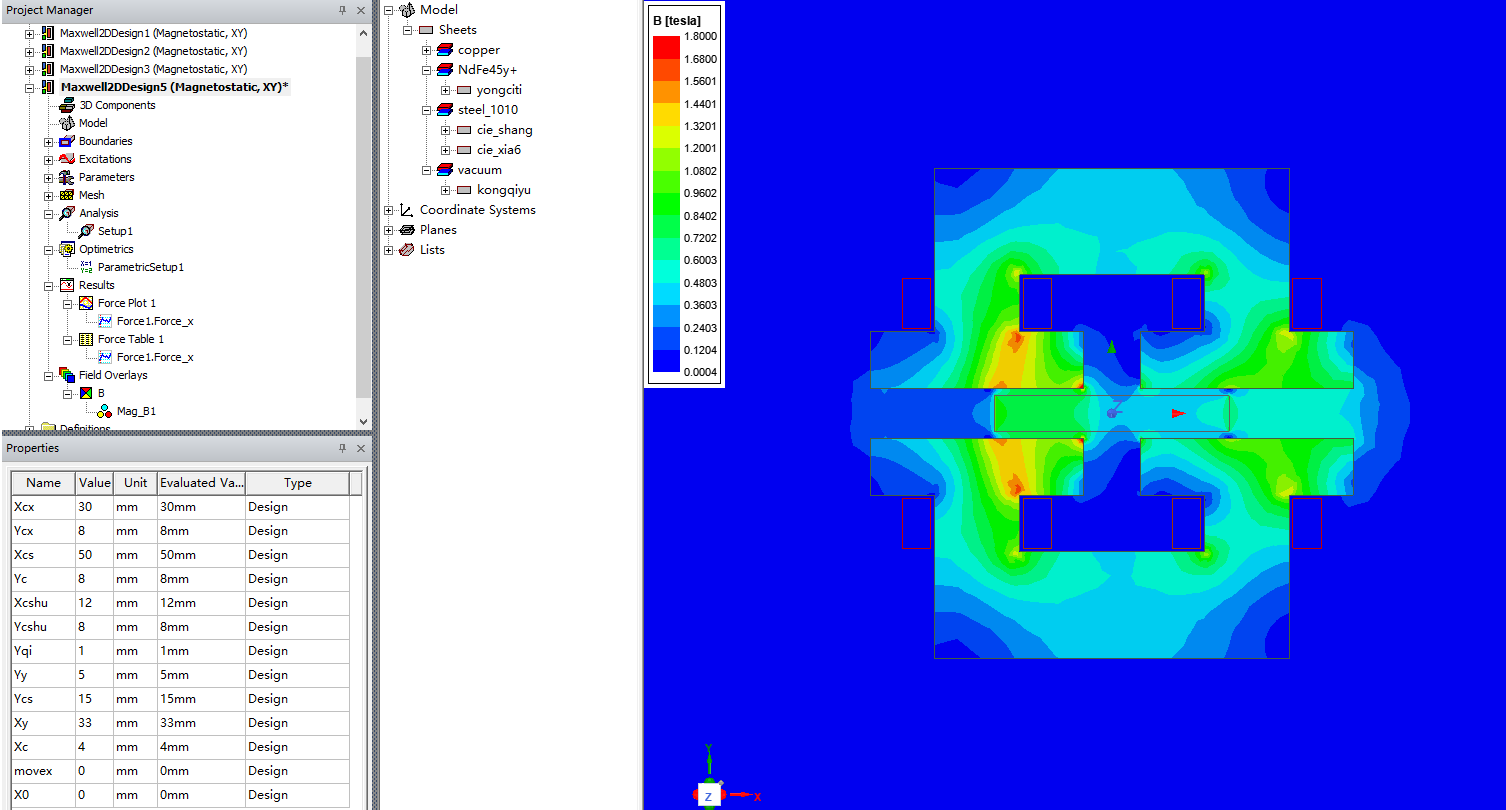 Project Manager
Maxwell2DDesign1 (Magnetostatic, XY)
Maxwell2DDesign2 (Magnetostatic, XY)
Maxwell2DDesign3 (Magnetostatic, XY)
Maxwell2DDesign5 (Magnetostatic, XY)*
3D Components
Model
Boundaries
Excitations
Parameters
Mesh
Analysis
Setup1
Optimetrics
ParametricSetup1
Results
Force Plot 1
Force1.Force_x
Force Table 1
Force1.Force_x
Field Overlays
B
Mag_B1
Definitions
Properties
Name Value Unit Evaluated Va... Type
Xcx 30 mm 30mm Design
Ycx 8 mm 8mm Design
Xcs 50 mm 50mm Design
Yc 8 mm 8mm Design
Xcshu 12 mm 12mm Design
Ycshu 8 mm 8mm Design
Yqi 1 mm 1mm Design
Yy 5 mm 5mm Design
Ycs 15 mm 15mm Design
Xy 33 mm 33mm Design
Xc 4 mm 4mm Design
movex 0 mm 0mm Design
X0 0 mm 0mm Design
Model
Sheets
copper
NdFe45y+
yongciti
steel_1010
cie_shang
cie_xia6
vacuum
kongqiyu
Coordinate Systems
Planes
Lists
B [tesla]
1.8000
1.6800
1.5601
1.4401
1.3201
1.2001
1.0802
0.9602
0.8402
0.7202
0.6003
0.4803
0.3603
0.2403
0.1204
0.0004
Y
Z
X